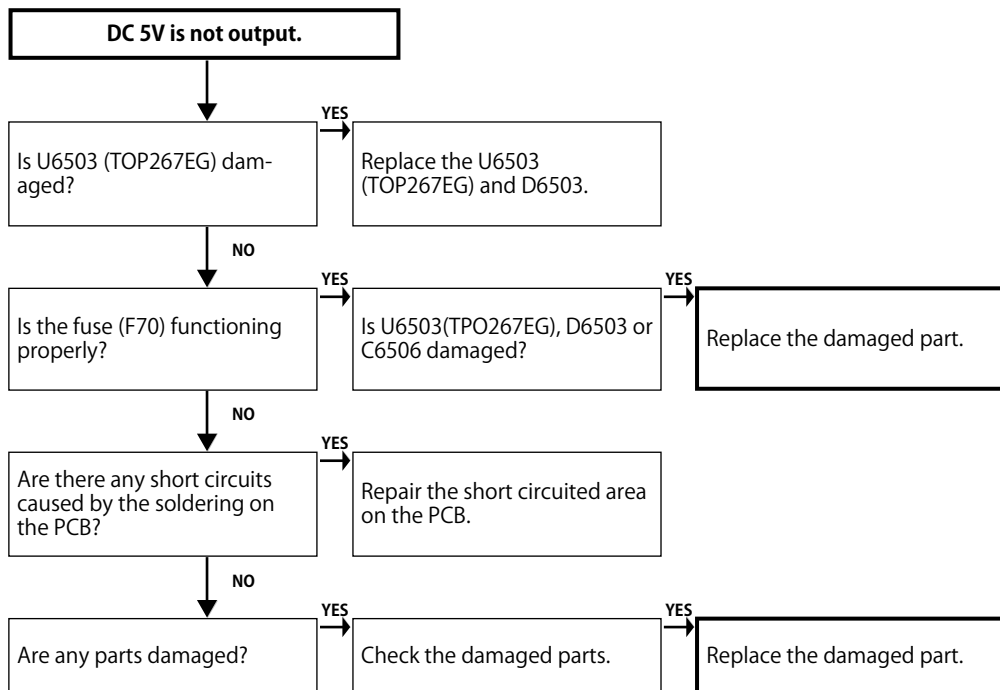 DC 5V is not output.
YES
Is U6503 (TOP267EG) dam-
aged?
Replace the U6503
(TOP267EG) and D6503.
NO
YES
YES
Is the fuse (F70) functioning
properly?
Is U6503(TPO267EG), D6503 or
C6506 damaged?
Replace the damaged part.
NO
YES
Are there any short circuits
caused by the soldering on
the PCB?
Repair the short circuited area
on the PCB.
NO
YES
YES
Are any parts damaged?
Check the damaged parts.
Replace the damaged part.